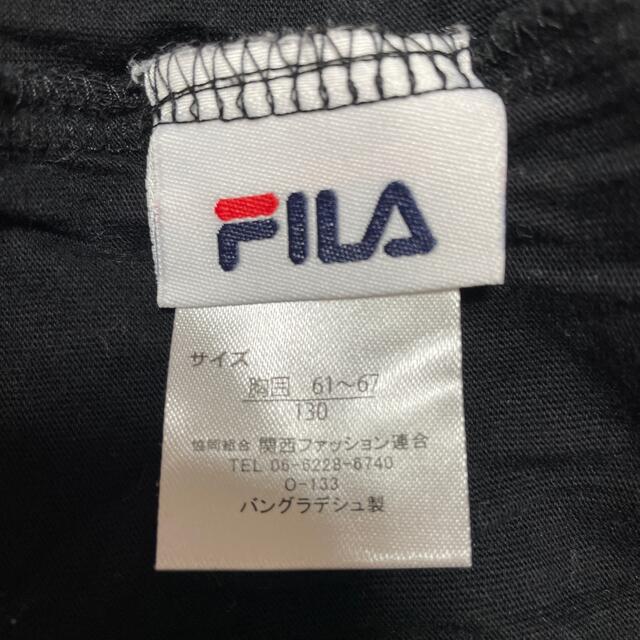 FILA
サイズ
胸囲 61～67
130
協同組合 関西ファッション連合
TEL 06-6228-6740
O-133
バングラデシュ製